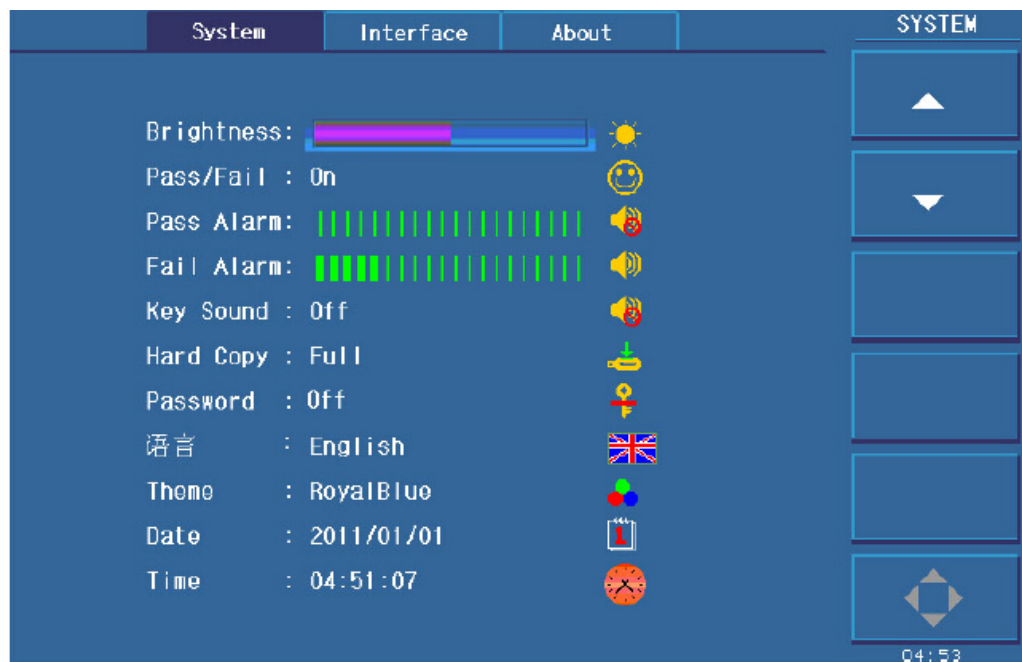 System Interface About SYSTEM
Brightness:
Pass/Fail : On
Pass Alarm:
Fail Alarm:
Key Sound : Off
Hard Copy : Full
Password : Off
语言 : English
Theme : RoyalBlue
Date : 2011/01/01
1
Time : 04:51:07
04:53